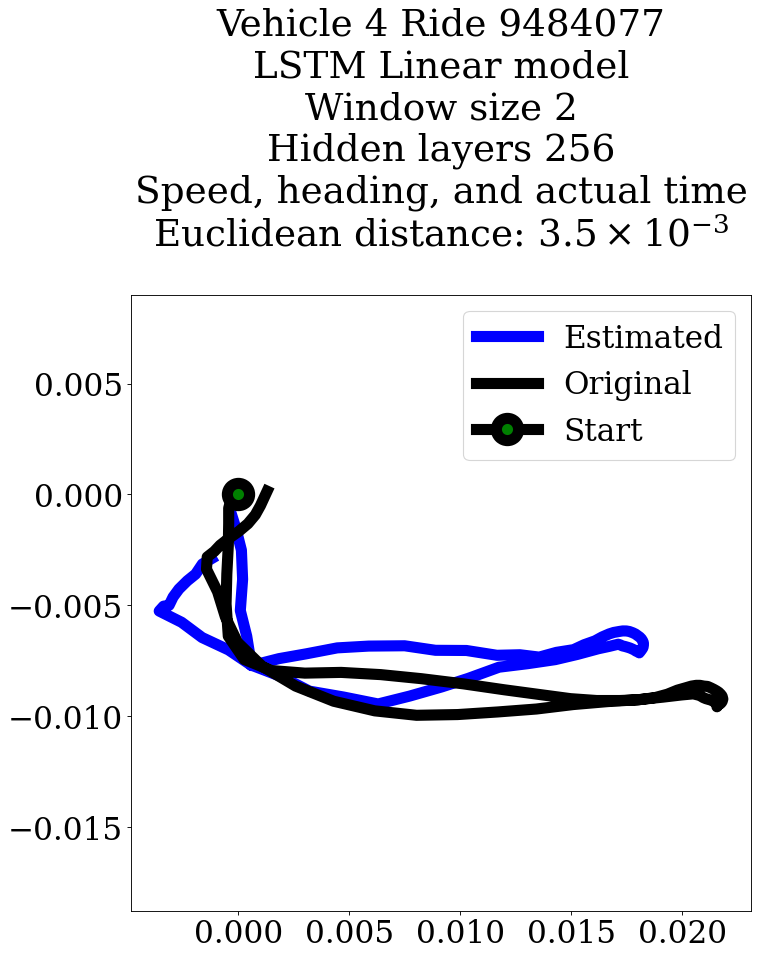 Vehicle 4 Ride 9484077
LSTM Linear model
Window size 2
Hidden layers 256
Speed, heading, and actual time
Euclidean distance: 3.5 × 10⁻³
Estimated
Original
Start
0.005
0.000
−0.005
−0.010
−0.015
0.000 0.005 0.010 0.015 0.020